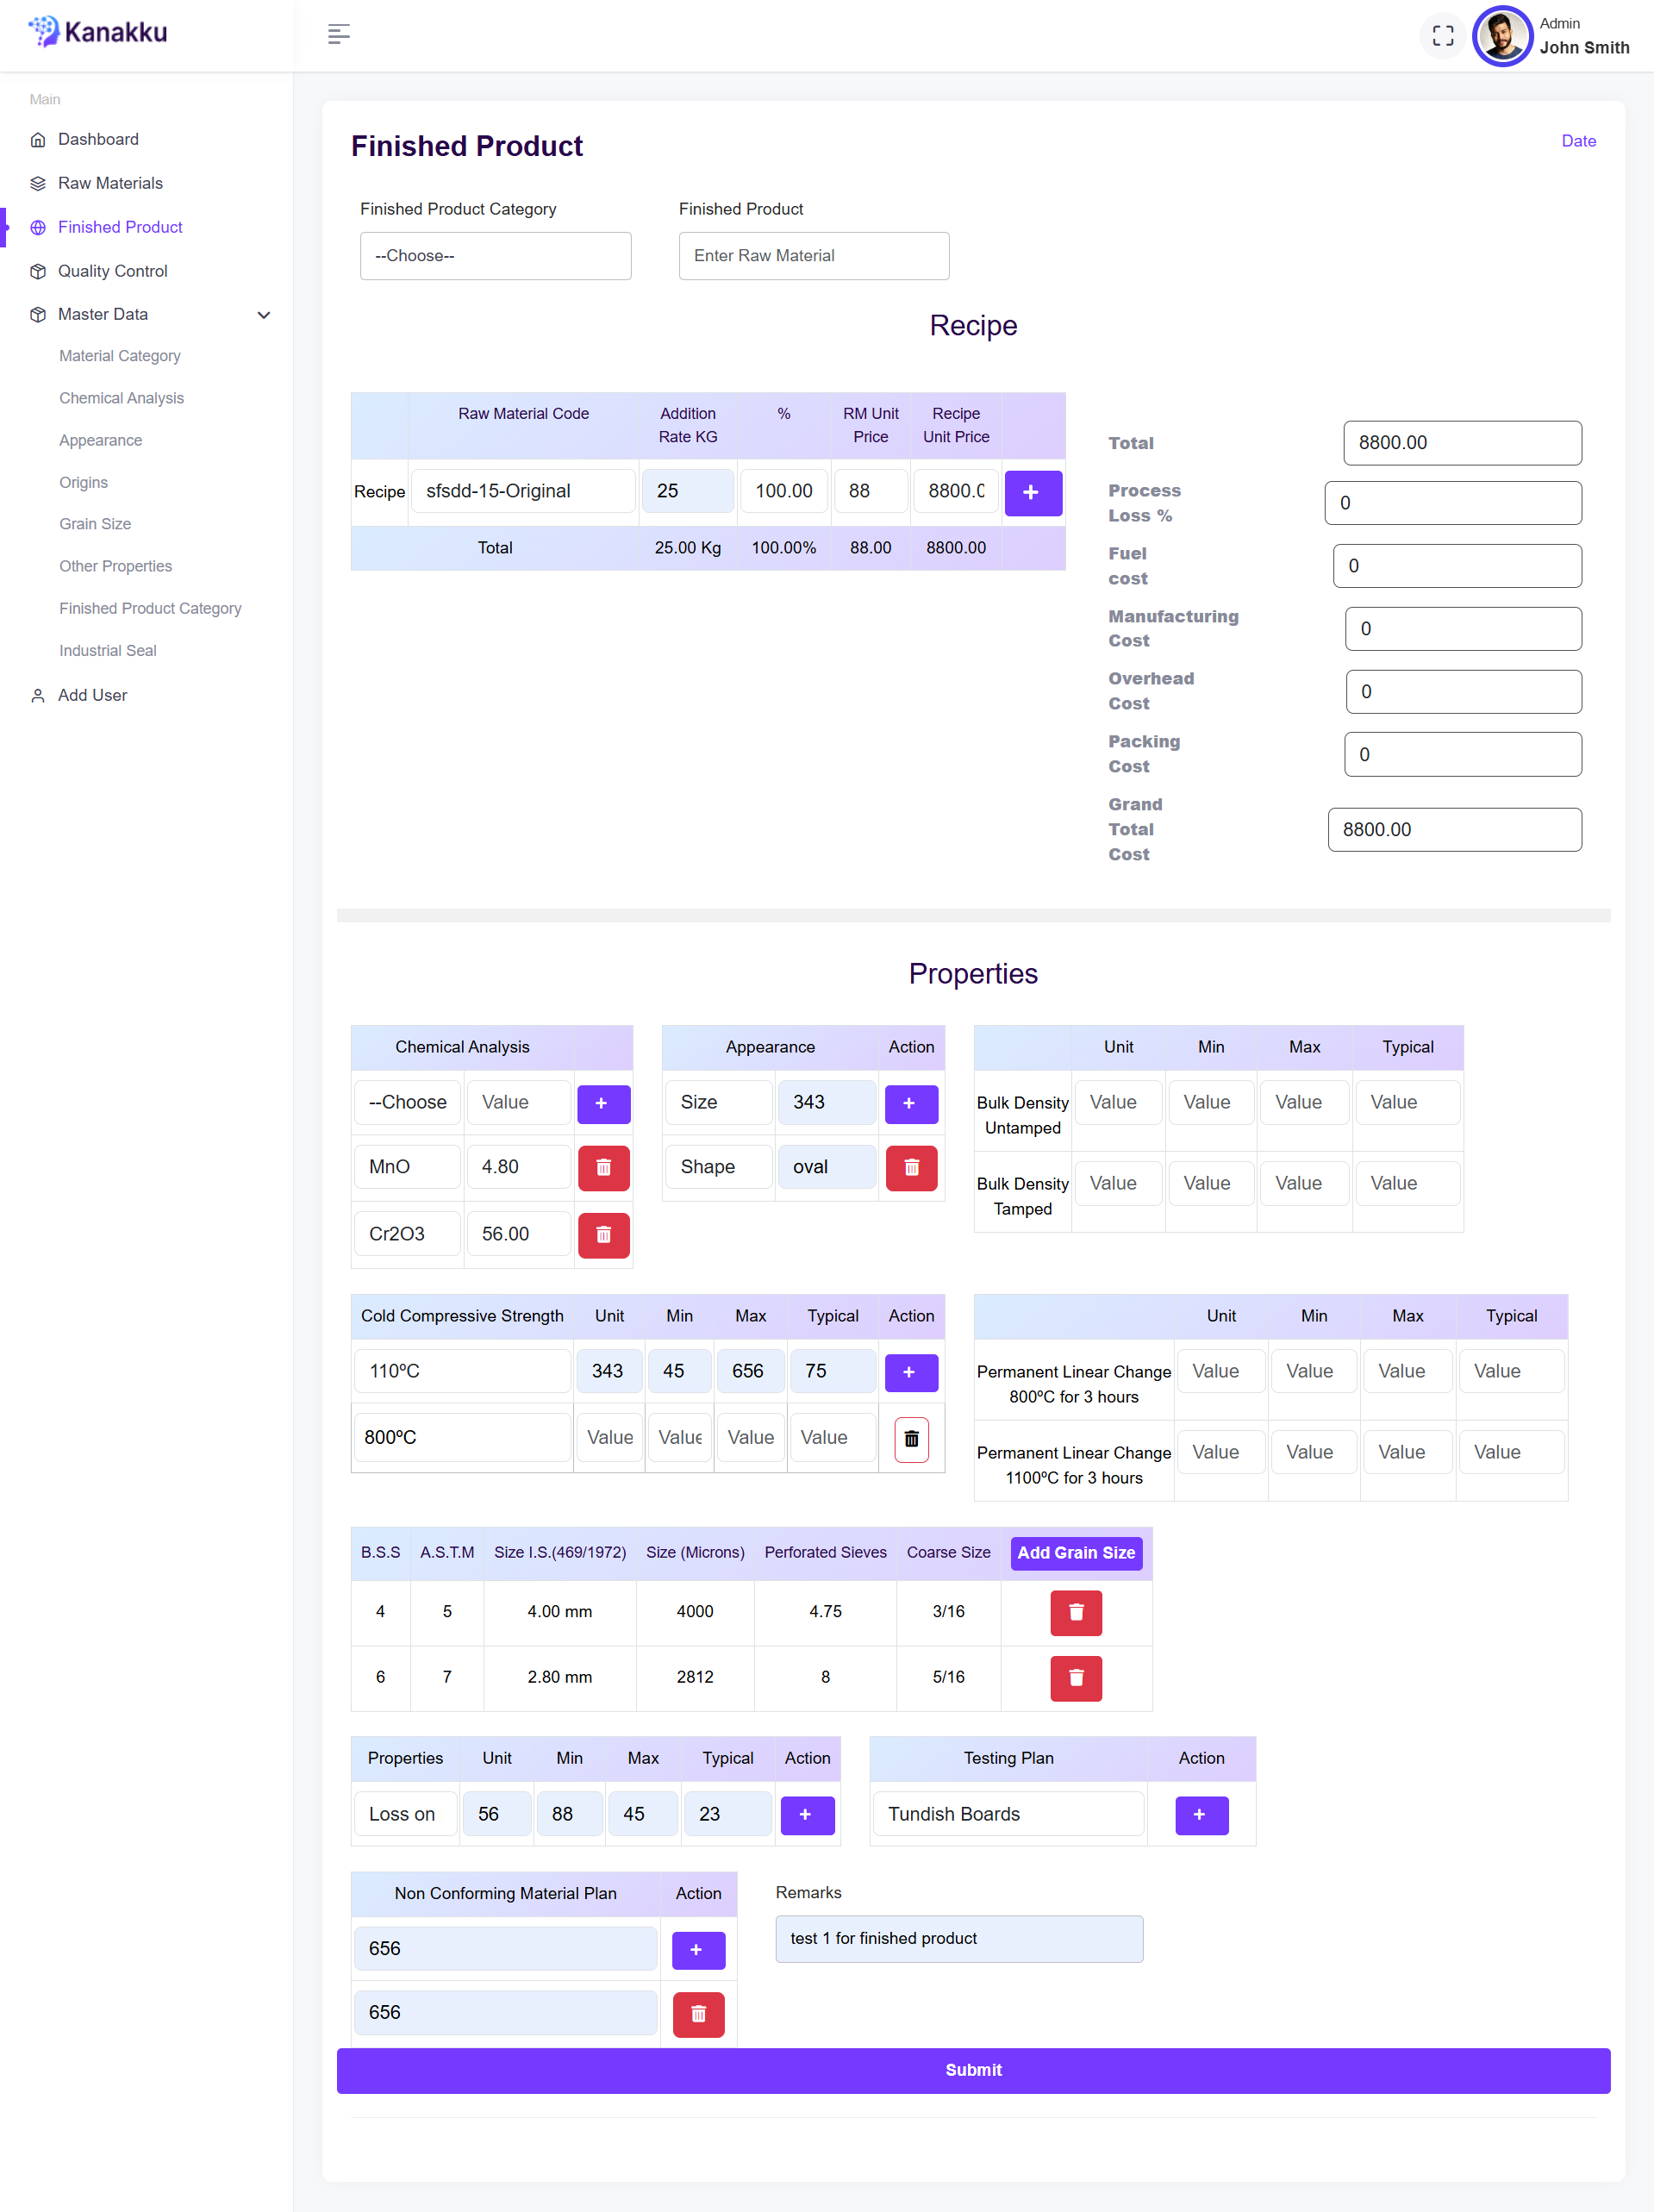 Kanakku
Admin
John Smith
Main
Dashboard
Raw Materials
Finished Product
Quality Control
Master Data
Material Category
Chemical Analysis
Appearance
Origins
Grain Size
Other Properties
Finished Product Category
Industrial Seal
Add User
Finished Product
Date
Finished Product Category
Finished Product
--Choose--
Enter Raw Material
Recipe
Raw Material Code
Addition
Rate KG
%
RM Unit
Price
Recipe
Unit Price
Recipe
sfsdd-15-Original
25
100.00
88
8800.0
+
Total
25.00 Kg
100.00%
88.00
8800.00
Total
8800.00
Process
Loss %
0
Fuel
cost
0
Manufacturing
Cost
0
Overhead
Cost
0
Packing
Cost
0
Grand
Total
Cost
8800.00
Properties
Chemical Analysis
--Choose
Value
+
MnO
4.80
Cr2O3
56.00
Appearance
Action
Size
343
+
Shape
oval
Unit
Min
Max
Typical
Bulk Density
Untamped
Value
Value
Value
Value
Bulk Density
Tamped
Value
Value
Value
Value
Cold Compressive Strength
Unit
Min
Max
Typical
Action
110ºC
343
45
656
75
+
800ºC
Value
Value
Value
Value
Unit
Min
Max
Typical
Permanent Linear Change
800ºC for 3 hours
Value
Value
Value
Value
Permanent Linear Change
1100ºC for 3 hours
Value
Value
Value
Value
B.S.S
A.S.T.M
Size I.S.(469/1972)
Size (Microns)
Perforated Sieves
Coarse Size
Add Grain Size
4
5
4.00 mm
4000
4.75
3/16
6
7
2.80 mm
2812
8
5/16
Properties
Unit
Min
Max
Typical
Action
Loss on
56
88
45
23
+
Testing Plan
Action
Tundish Boards
+
Non Conforming Material Plan
Action
656
+
656
Remarks
test 1 for finished product
Submit